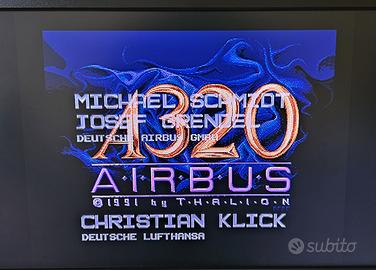 MICHAEL SCHMIDT
JOSEF GRENDEL
DEUTSCHE AIRBUS GMBH
A320
AIRBUS
©1991 by THALION
CHRISTIAN KLICK
DEUTSCHE LUFTHANSA
subito